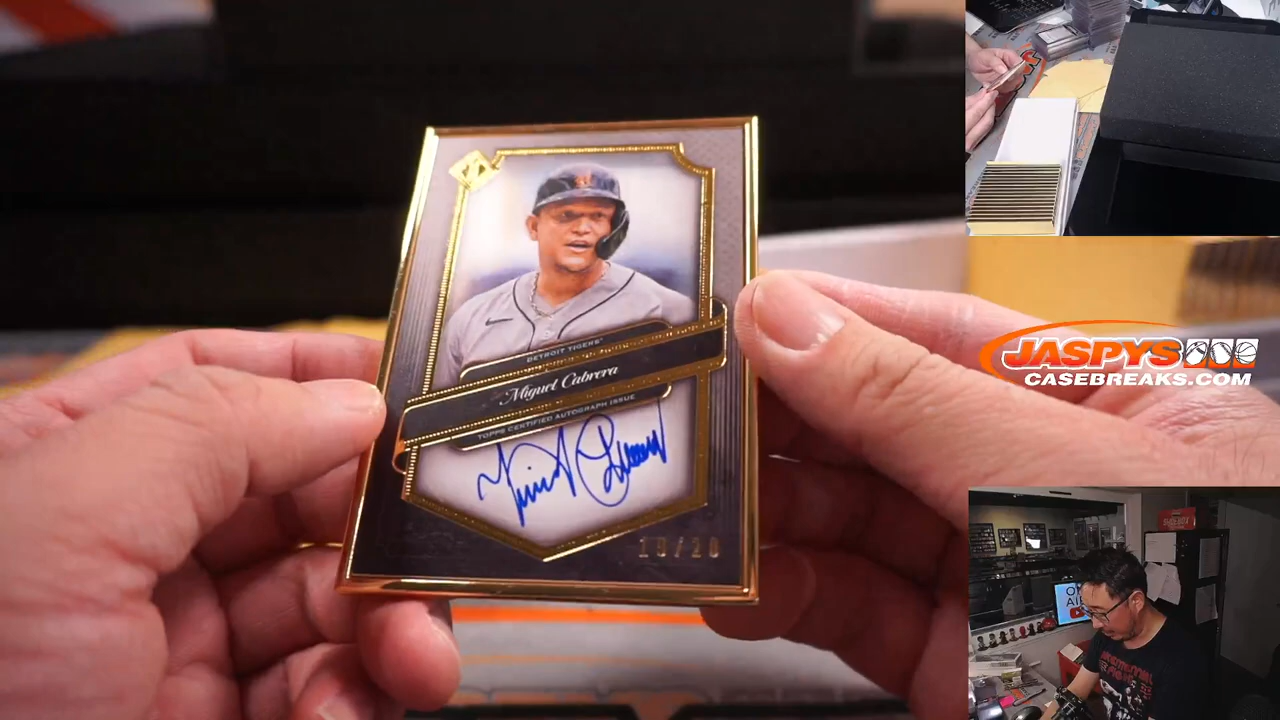 DETROIT TIGERS
Miguel Cabrera
TOPPS CERTIFIED AUTOGRAPH ISSUE
JASPYS
CASEBREAKS.COM